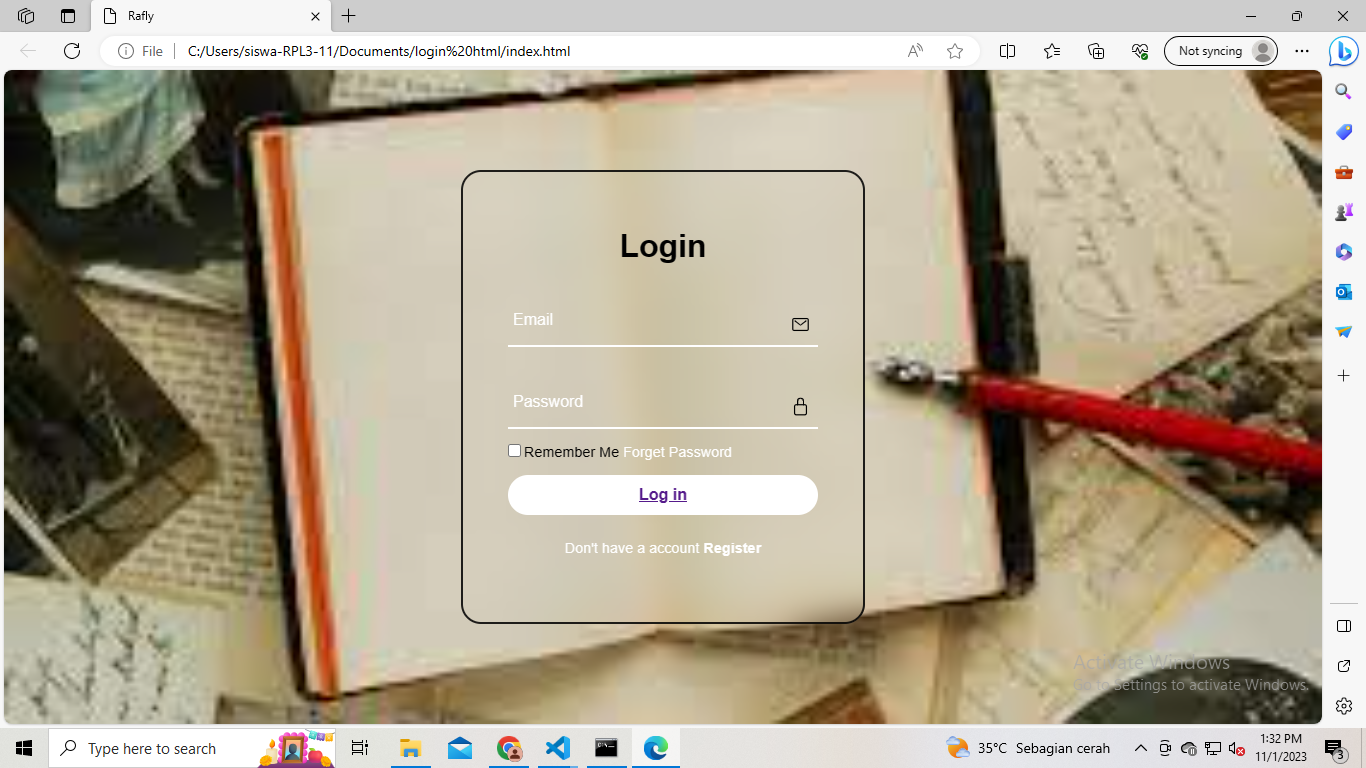 Rafly
File
C:/Users/siswa-RPL3-11/Documents/login%20html/index.html
Not syncing
Login
Email
Password
Remember Me Forget Password
Log in
Don't have a account Register
Activate Windows
Go to Settings to activate Windows.
Type here to search
35°C Sebagian cerah
1:32 PM
11/1/2023
3